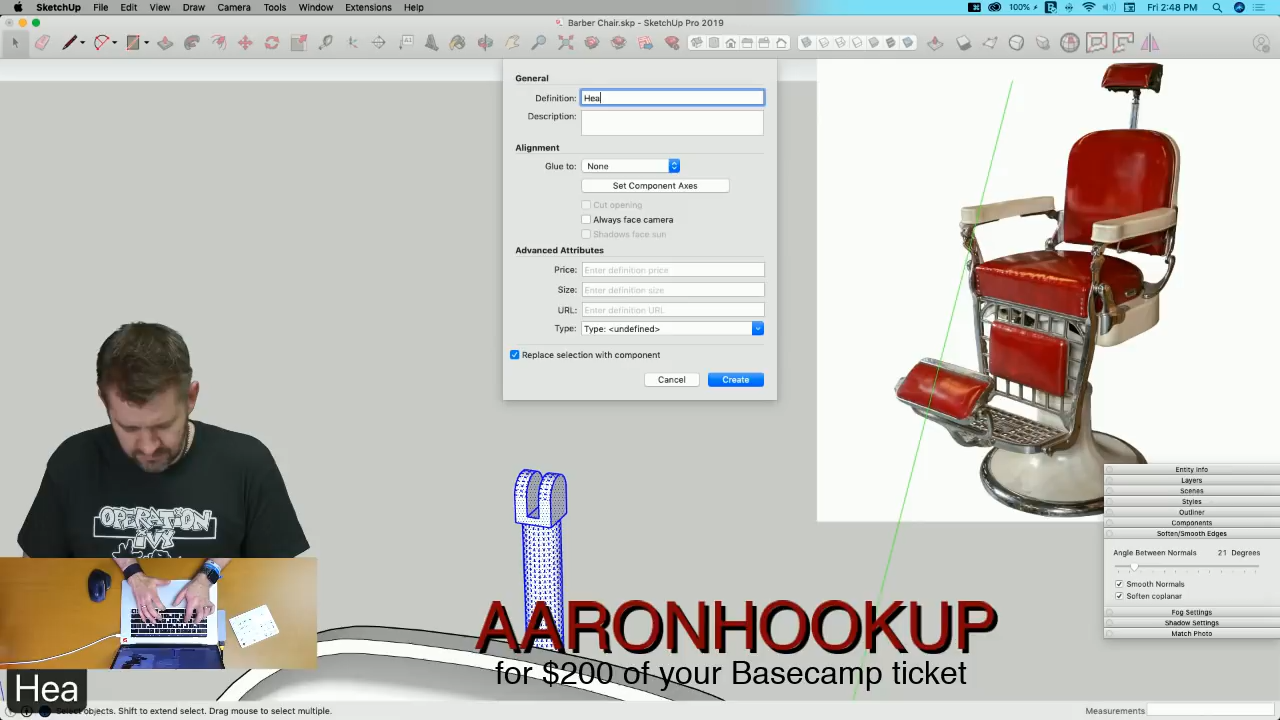 SketchUp File Edit View Draw Camera Tools Window Extensions Help
100% Fri 2:48 PM
Barber Chair.skp - SketchUp Pro 2019
General
Definition: Hea
Description:
Alignment
Glue to: None
Set Component Axes
Cut opening
Always face camera
Shadows face sun
Advanced Attributes
Price: Enter definition price
Size: Enter definition size
URL: Enter definition URL
Type: Type: <undefined>
Replace selection with component
Cancel Create
Entity Info
Layers
Scenes
Styles
Outliner
Components
Soften/Smooth Edges
Angle Between Normals 21 Degrees
Smooth Normals
Soften coplanar
Fog Settings
Shadow Settings
Match Photo
OPERATION
IVY
AARONHOOKUP
for $200 of your Basecamp ticket
Hea
Select objects. Shift to extend select. Drag mouse to select multiple.
Measurements